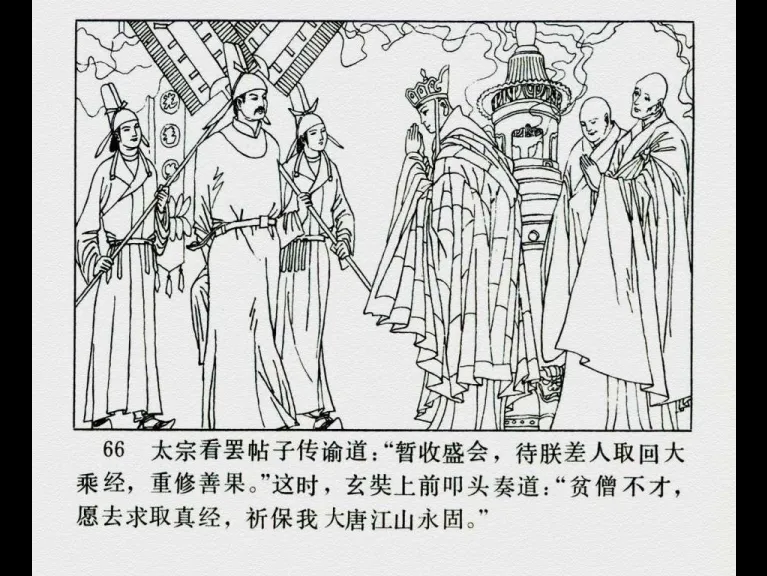 66 太宗看罢帖子传谕道：“暂收盛会，待朕差人取回大
乘经，重修善果。”这时，玄奘上前叩头奏道：“贫僧不才，
愿去求取真经，祈保我大唐江山永固。”